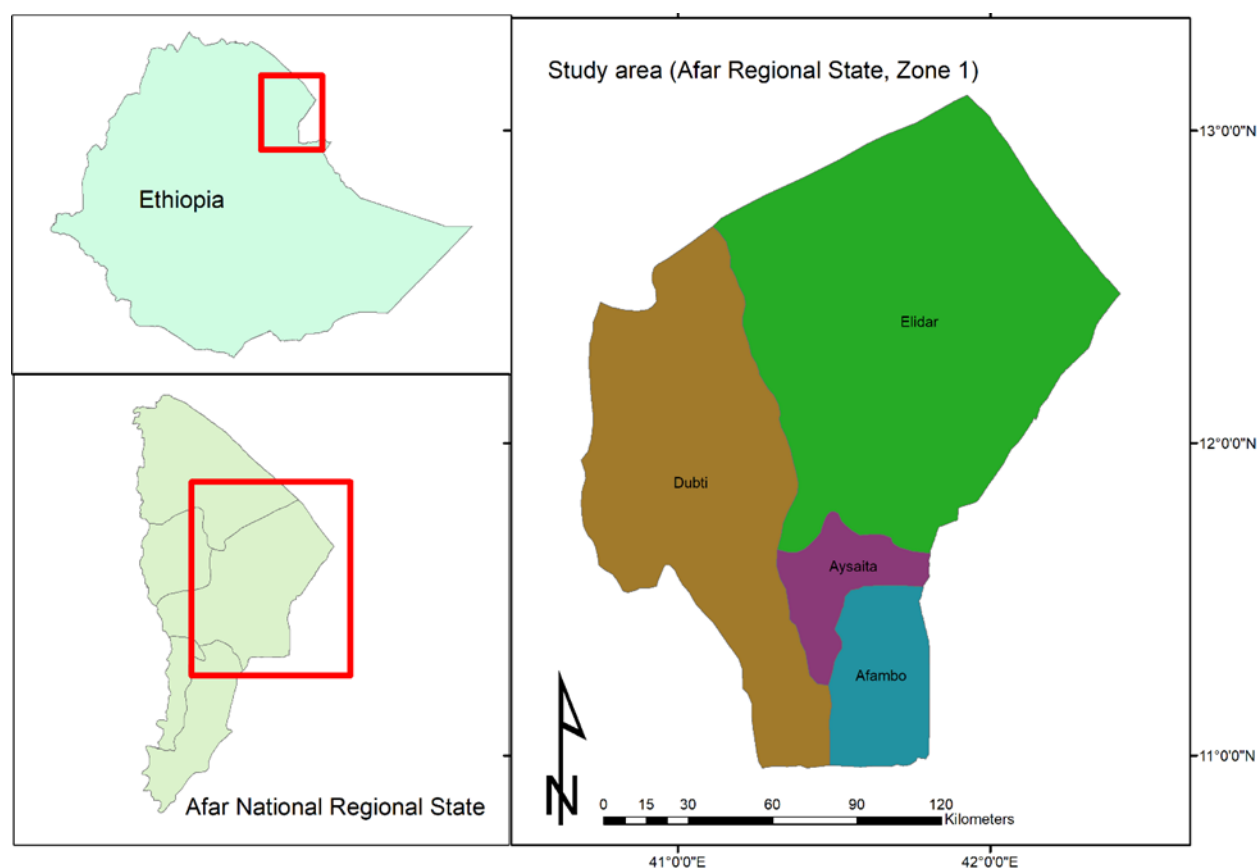 Ethiopia
Afar National Regional State
Study area (Afar Regional State, Zone 1)
Elidar
Dubti
Aysaita
Afambo
N
0 15 30 60 90 120
Kilometers
13°0'0"N
12°0'0"N
11°0'0"N
41°0'0"E 42°0'0"E